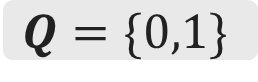 Q = {0,1}